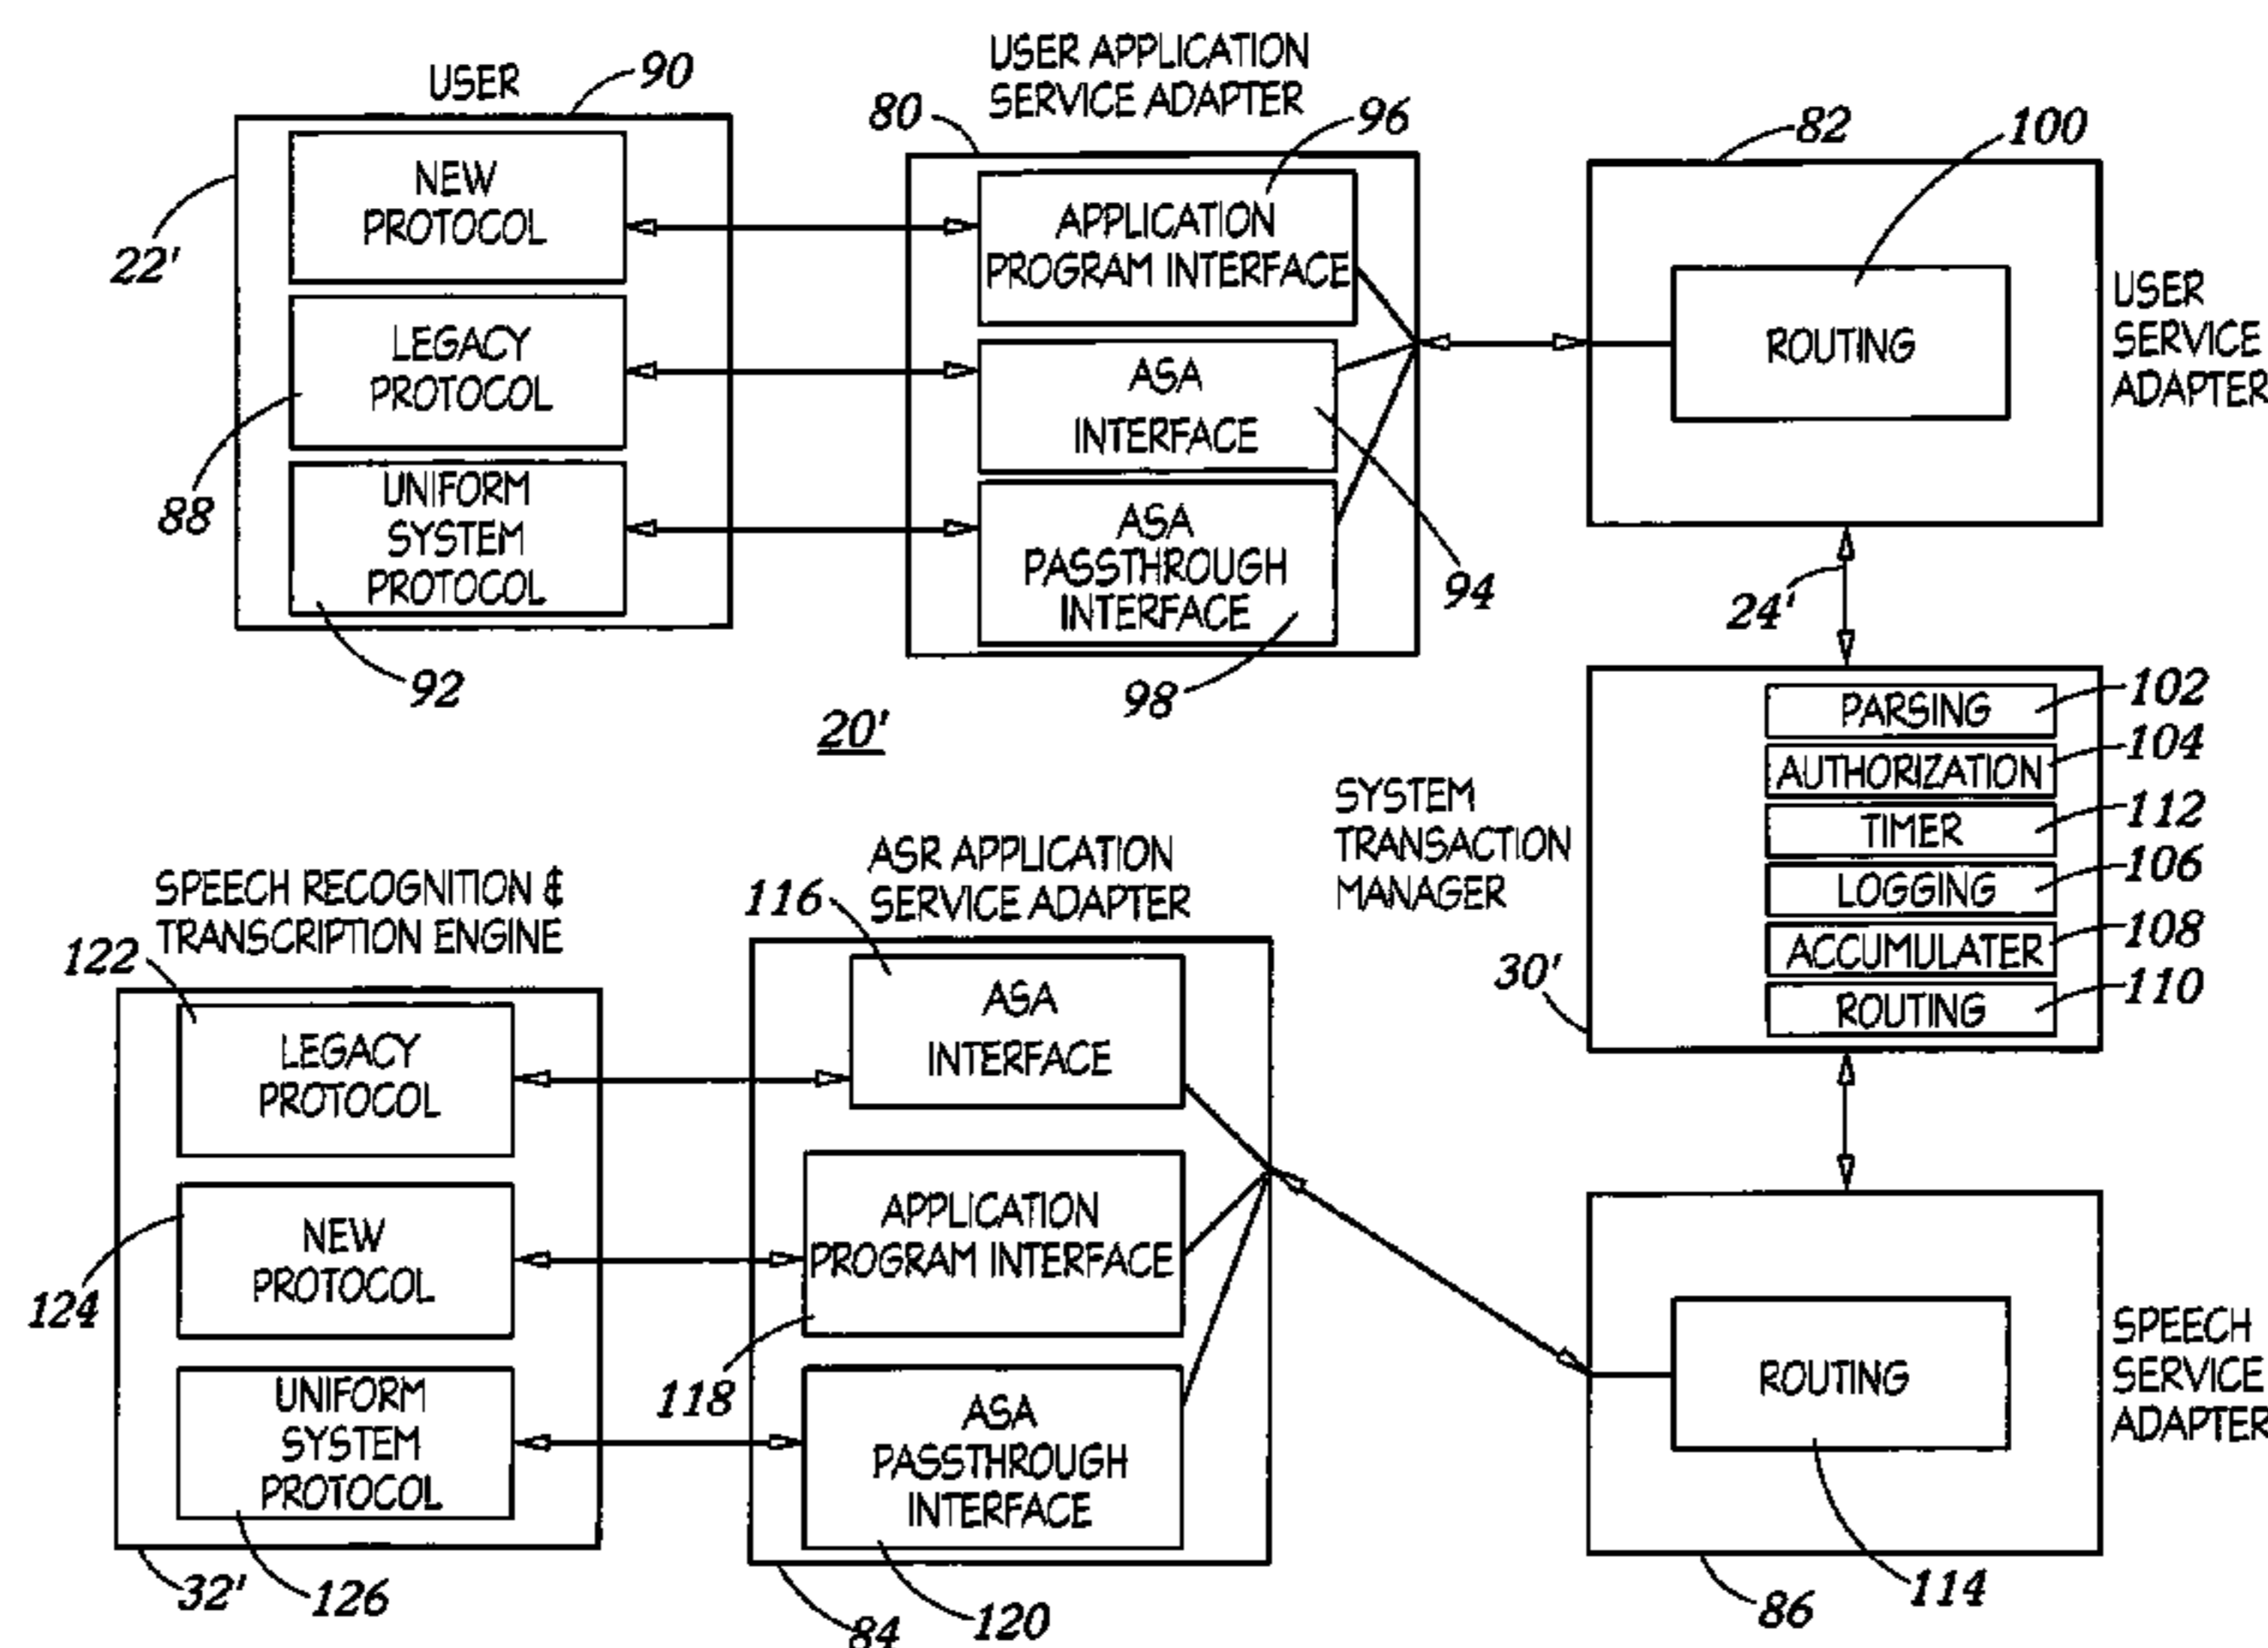 USER
90
NEW
PROTOCOL
22'
LEGACY
PROTOCOL
88
UNIFORM
SYSTEM
PROTOCOL
92
USER APPLICATION
SERVICE ADAPTER
80
96
APPLICATION
PROGRAM INTERFACE
ASA
INTERFACE
94
ASA
PASSTHROUGH
INTERFACE
98
20'
82
100
ROUTING
USER
SERVICE
ADAPTER
24'
SYSTEM
TRANSACTION
MANAGER
30'
PARSING
102
AUTHORIZATION
104
TIMER
112
LOGGING
106
ACCUMULATER
108
ROUTING
110
SPEECH RECOGNITION &
TRANSCRIPTION ENGINE
122
LEGACY
PROTOCOL
NEW
PROTOCOL
124
UNIFORM
SYSTEM
PROTOCOL
32'
126
ASR APPLICATION
SERVICE ADAPTER
116
ASA
INTERFACE
APPLICATION
PROGRAM INTERFACE
118
ASA
PASSTHROUGH
INTERFACE
84
120
ROUTING
SPEECH
SERVICE
ADAPTER
86
114